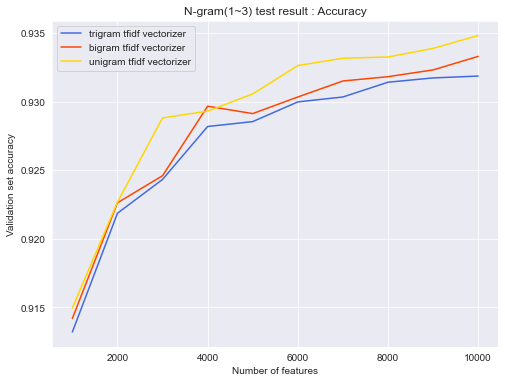 N-gram(1~3) test result : Accuracy
trigram tfidf vectorizer
bigram tfidf vectorizer
unigram tfidf vectorizer
Validation set accuracy
0.935
0.930
0.925
0.920
0.915
2000
4000
6000
8000
10000
Number of features